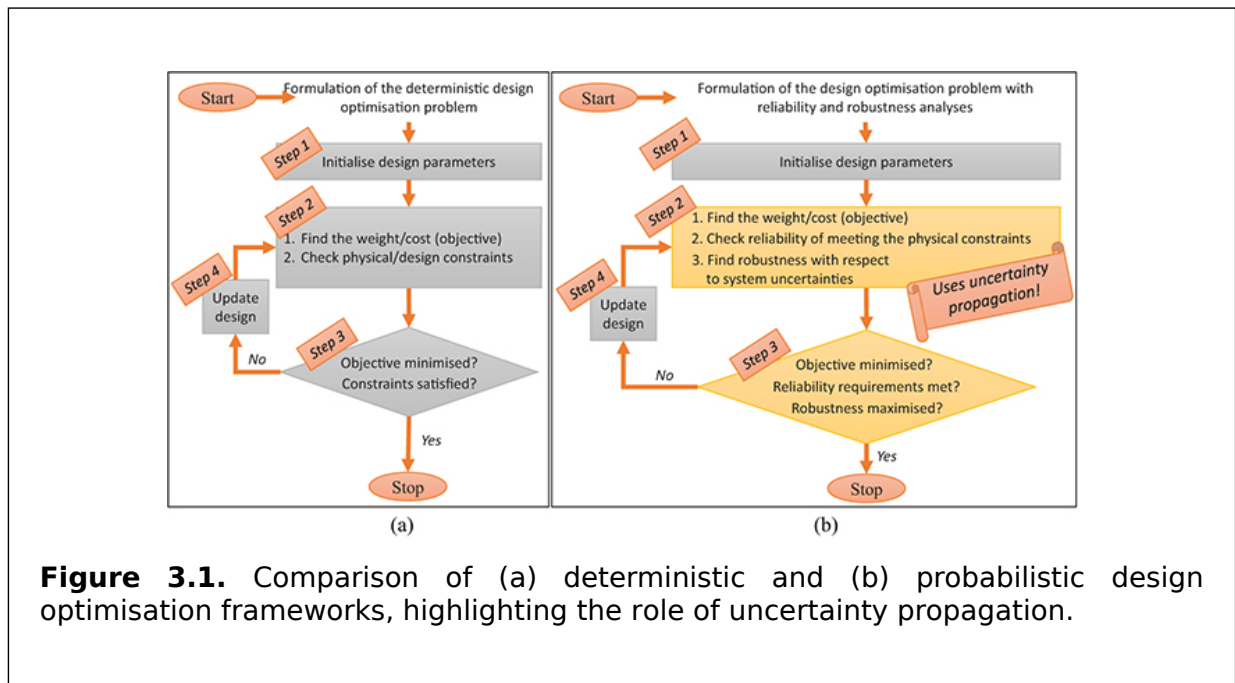 Start
Formulation of the deterministic design
optimisation problem
Step 1
Initialise design parameters
Step 2
1. Find the weight/cost (objective)
2. Check physical/design constraints
Step 4
Update
design
Step 3
No
Objective minimised?
Constraints satisfied?
Yes
Stop
(a)
Start
Formulation of the design optimisation problem with
reliability and robustness analyses
Step 1
Initialise design parameters
Step 2
1. Find the weight/cost (objective)
2. Check reliability of meeting the physical constraints
3. Find robustness with respect
to system uncertainties
Uses uncertainty
propagation!
Step 4
Update
design
Step 3
No
Objective minimised?
Reliability requirements met?
Robustness maximised?
Yes
Stop
(b)
Figure 3.1. Comparison of (a) deterministic and (b) probabilistic design
optimisation frameworks, highlighting the role of uncertainty propagation.